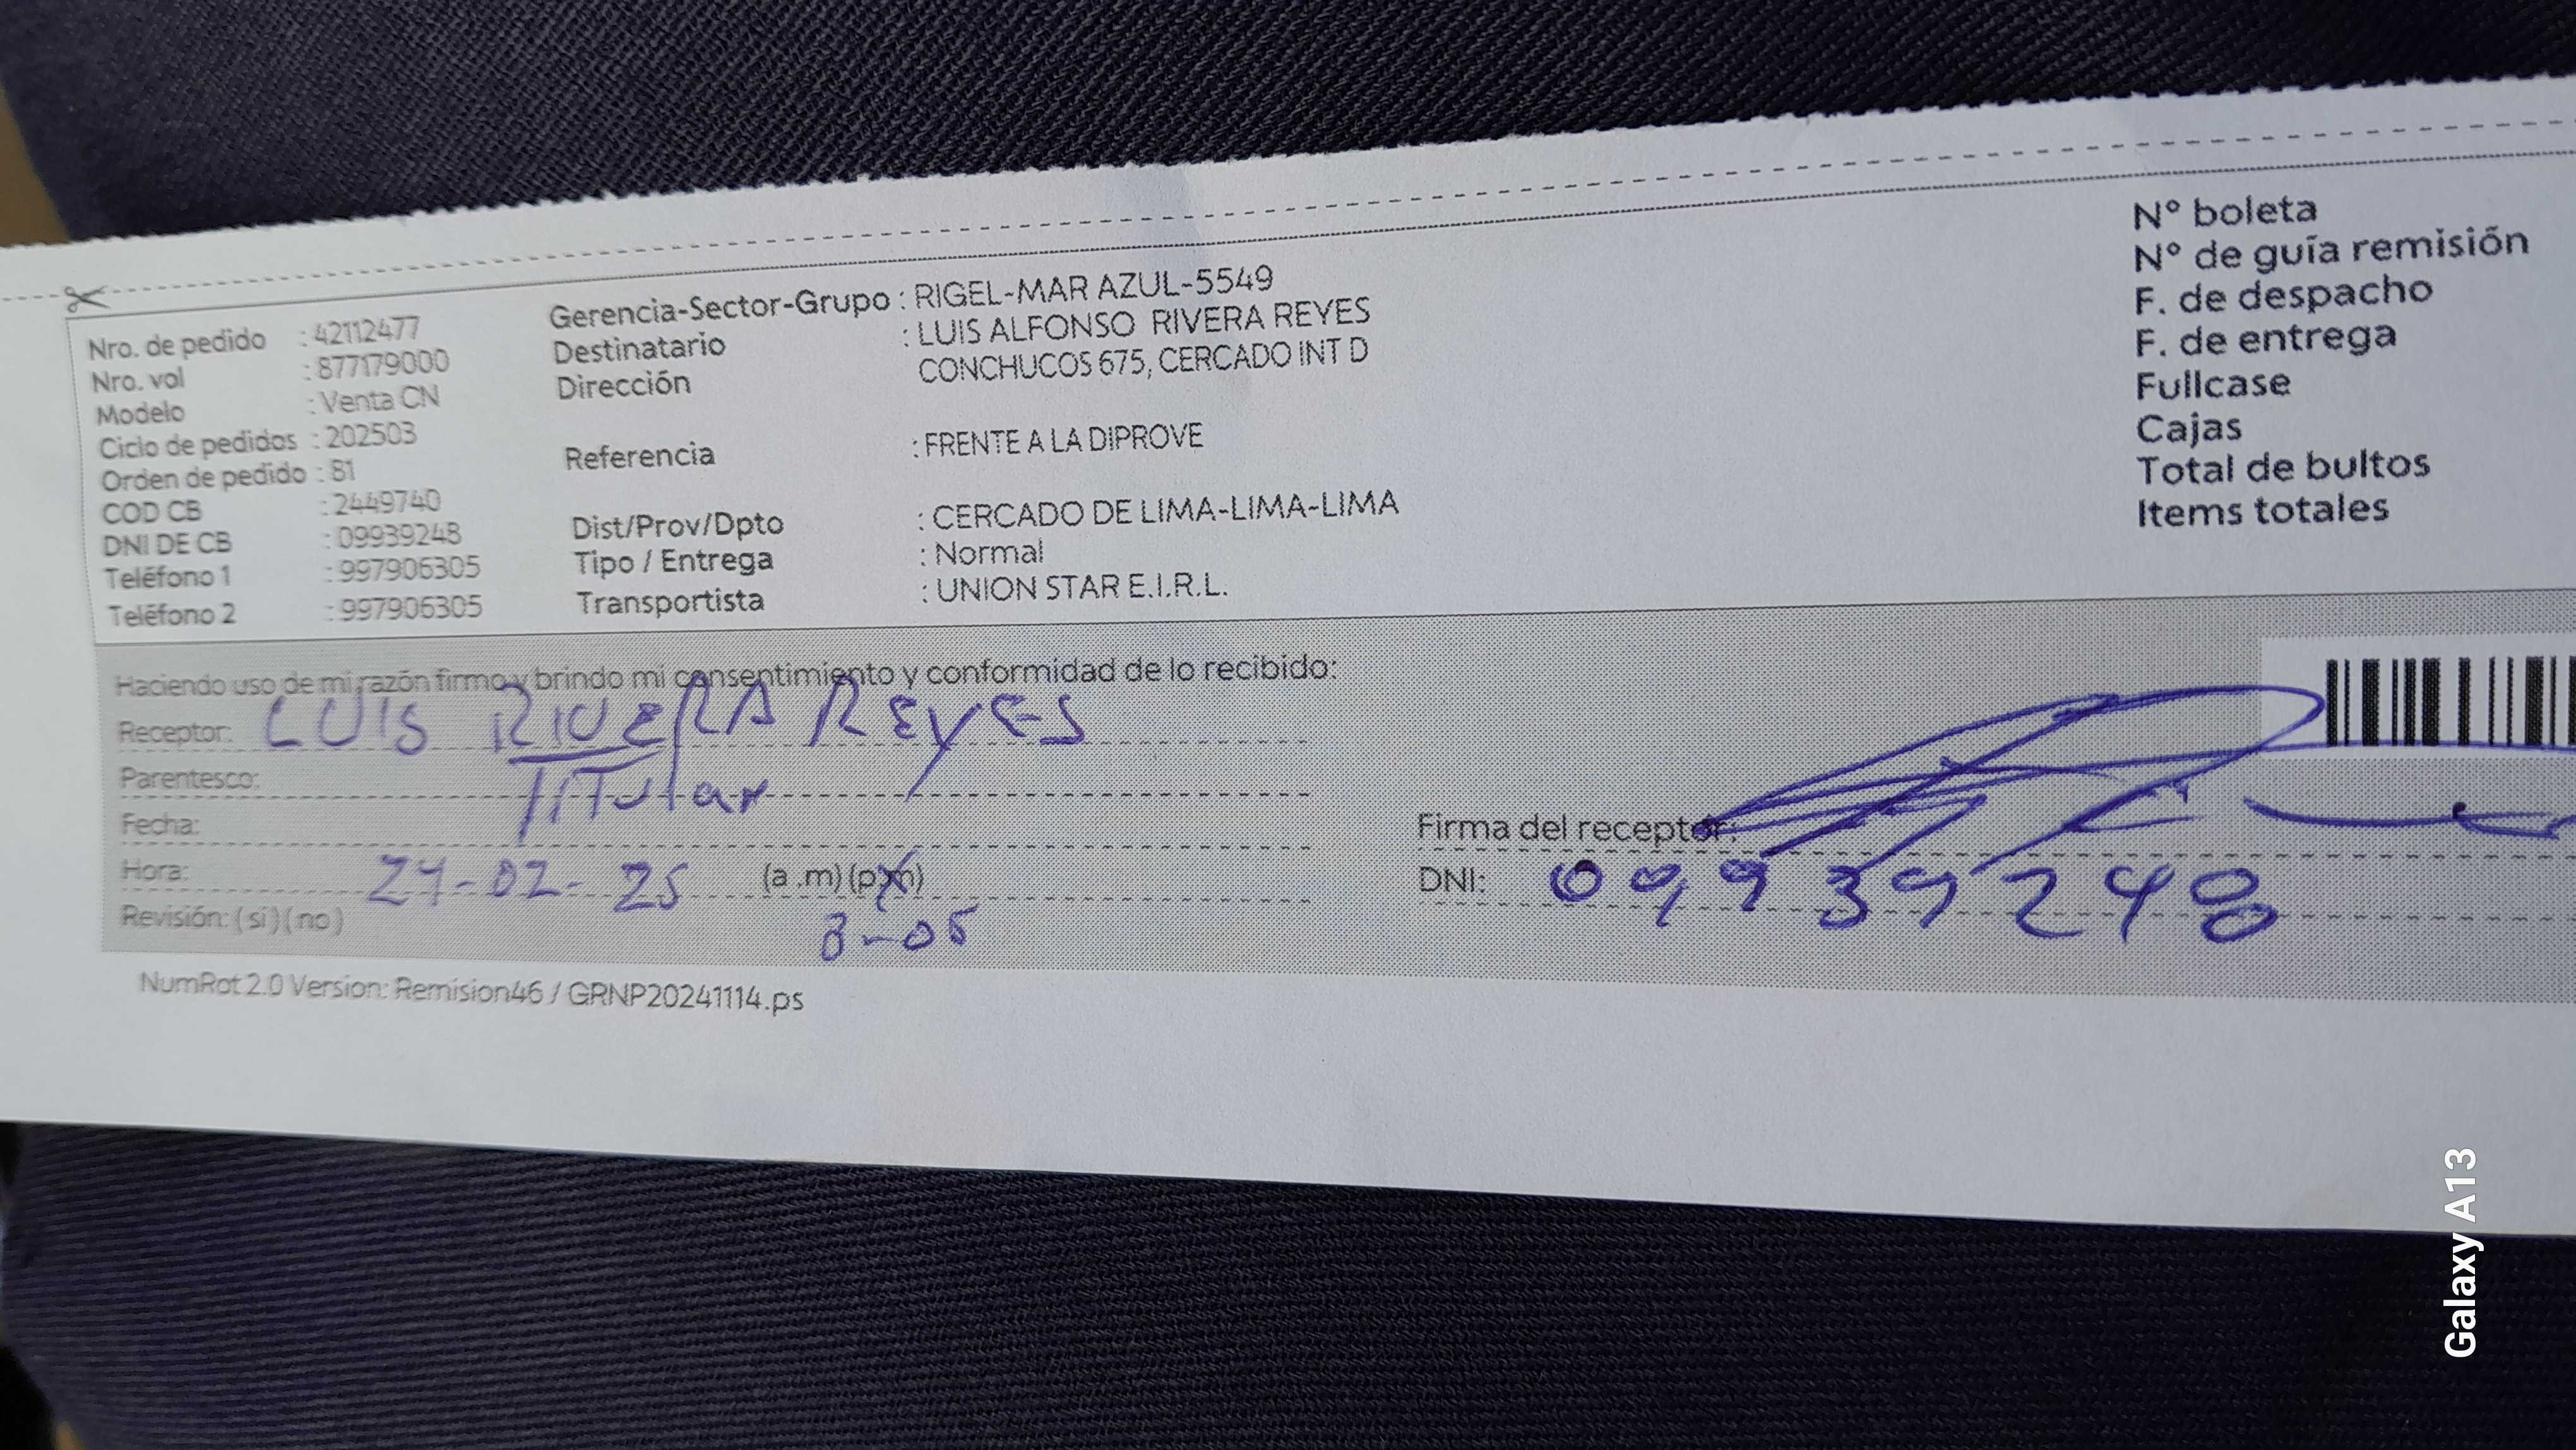 Nro. de pedido : 42112477
Nro. vol : 877179000
Modelo : Venta CN
Ciclo de pedidos : 202503
Orden de pedido : 81
COD CB : 2449740
DNI DE CB : 09939248
Teléfono 1 : 997906305
Teléfono 2 : 997906305
Gerencia-Sector-Grupo : RIGEL-MAR AZUL-5549
Destinatario : LUIS ALFONSO RIVERA REYES
Dirección CONCHUCOS 675, CERCADO INT D
Referencia : FRENTE A LA DIPROVE
Dist/Prov/Dpto : CERCADO DE LIMA-LIMA-LIMA
Tipo / Entrega : Normal
Transportista : UNION STAR E.I.R.L.
N° boleta
N° de guía remisión
F. de despacho
F. de entrega
Fullcase
Cajas
Total de bultos
Items totales
Haciendo uso de mi razón firmo y brindo mi consentimiento y conformidad de lo recibido:
Receptor: LUIS RIVERA REYES
Parentesco: Titular
Fecha:
Hora: 24-02-25 (a .m) (p.m)
Revisión: ( si ) ( no ) 3-05
Firma del receptor:
DNI: 09939248
NumRot 2.0 Version: Remision46 / GRNP20241114.ps
Galaxy A13